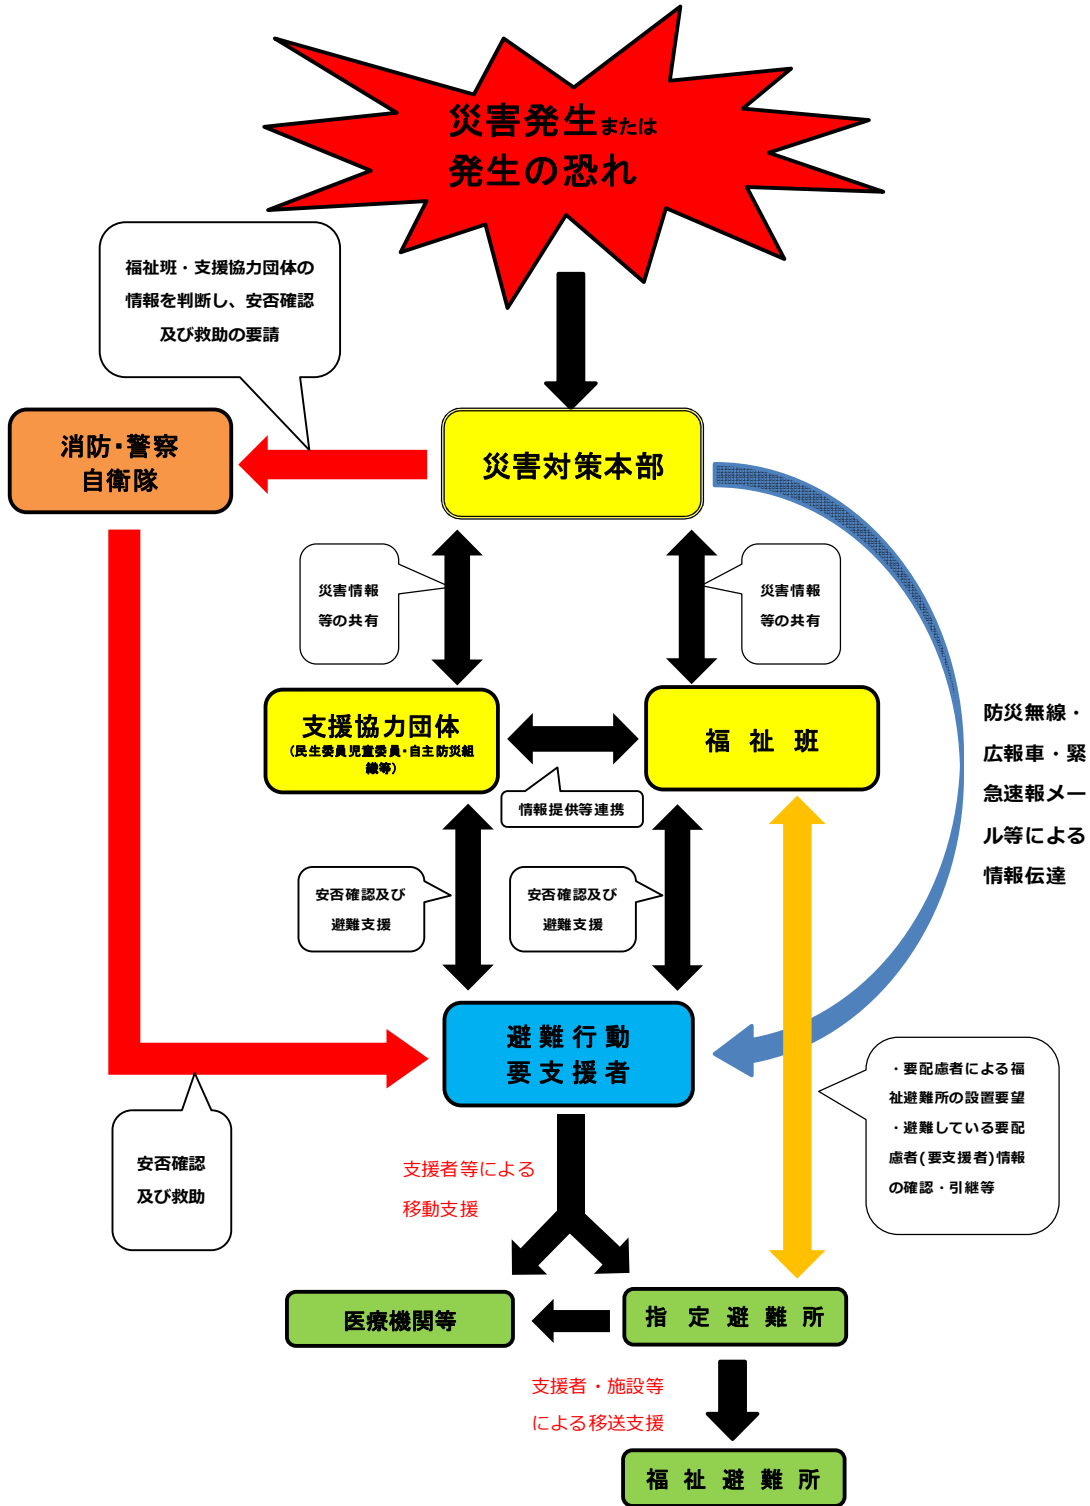 災害発生または
発生の恐れ
福祉班・支援協力団体の
情報を判断し、安否確認
及び救助の要請
消防・警察
自衛隊
災害対策本部
災害情報
等の共有
災害情報
等の共有
支援協力団体
（民生委員児童委員・自主防災組
織等）
福祉班
情報提供等連携
防災無線・
広報車・緊
急速報メー
ル等による
情報伝達
安否確認及び
避難支援
安否確認及び
避難支援
避難行動
要支援者
・要配慮者による福
祉避難所の設置要望
・避難している要配
慮者(要支援者)情報
の確認・引継等
安否確認
及び救助
支援者等による
移動支援
医療機関等
指定避難所
支援者・施設等
による移送支援
福祉避難所